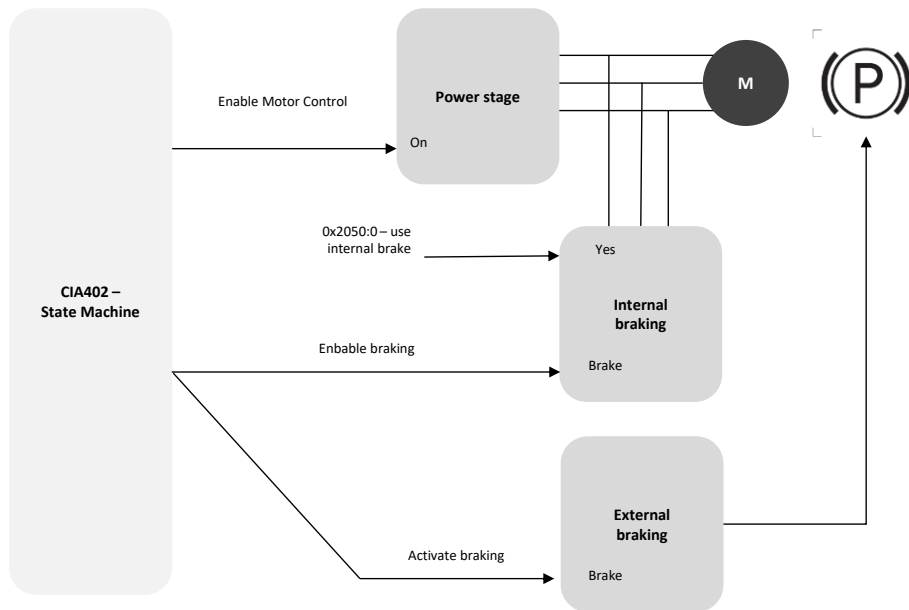 Enable Motor Control
Power stage
On
M
P
0x2050:0 – use
internal brake
Yes
CIA402 –
State Machine
Internal
braking
Enbable braking
Brake
External
braking
Activate braking
Brake